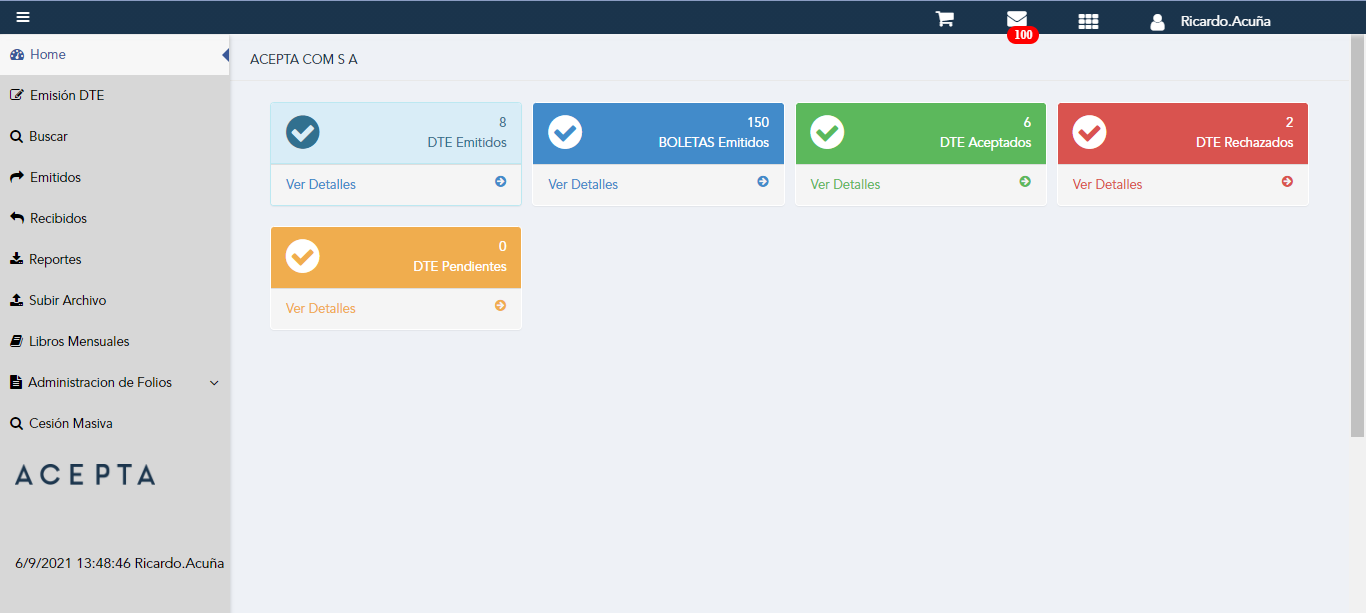 Ricardo.Acuña
100
Home
Emisión DTE
Buscar
Emitidos
Recibidos
Reportes
Subir Archivo
Libros Mensuales
Administracion de Folios
Cesión Masiva
ACEPTA
6/9/2021 13:48:46 Ricardo.Acuña
ACEPTA COM S A
8
DTE Emitidos
Ver Detalles
150
BOLETAS Emitidos
Ver Detalles
6
DTE Aceptados
Ver Detalles
2
DTE Rechazados
Ver Detalles
0
DTE Pendientes
Ver Detalles